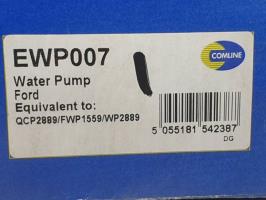 EWP007
COMLINE
Water Pump
Ford
Equivalent to:
QCP2889/FWP1559/WP2889
5 055181 542387
DG